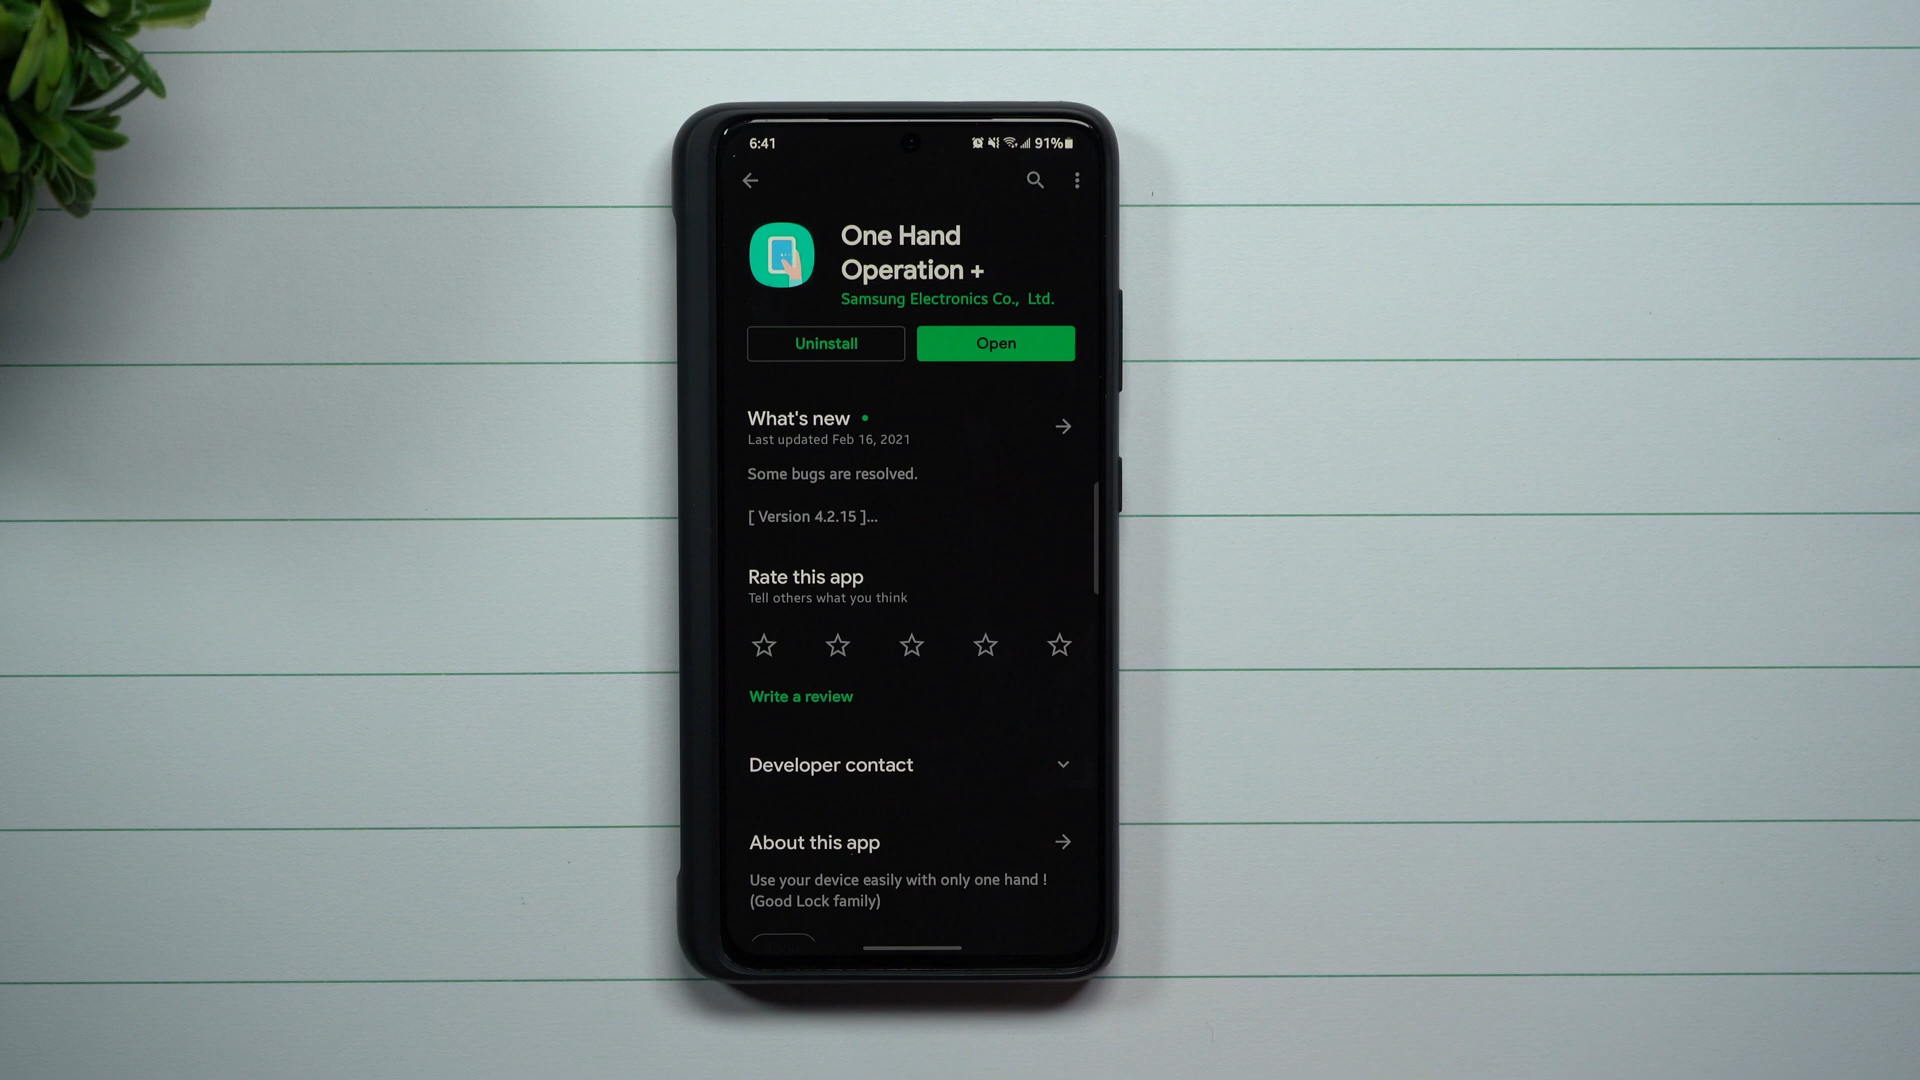 6:41 91%
One Hand
Operation +
Samsung Electronics Co., Ltd.
Uninstall Open
What's new
Last updated Feb 16, 2021
Some bugs are resolved.
[ Version 4.2.15 ]...
Rate this app
Tell others what you think
Write a review
Developer contact
About this app
Use your device easily with only one hand !
(Good Lock family)